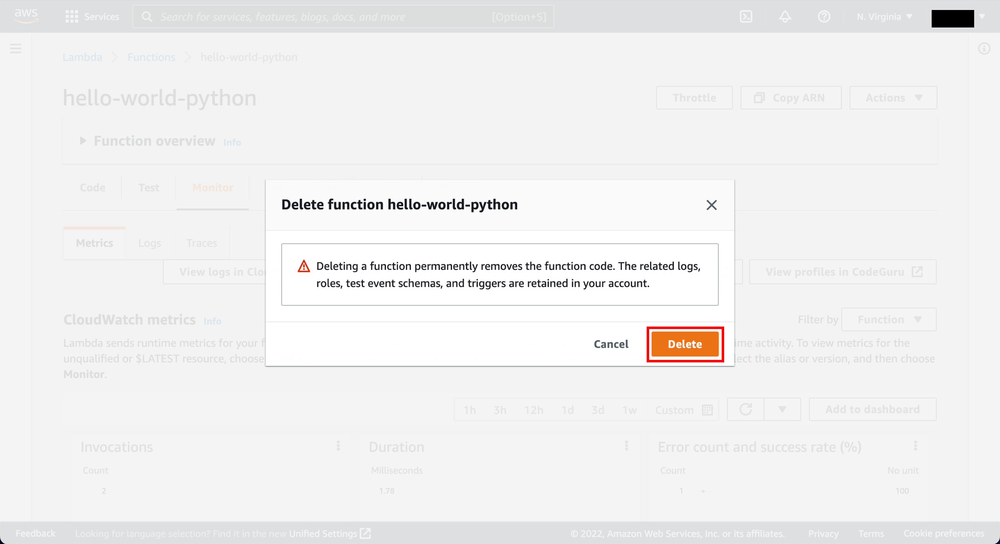 aws
Services
Search for services, features, blogs, docs, and more
[Option+S]
N. Virginia
Lambda
Functions
hello-world-python
hello-world-python
Throttle
Copy ARN
Actions
Function overview Info
Code
Test
Monitor
Delete function hello-world-python
Metrics
Logs
Traces
Deleting a function permanently removes the function code. The related logs,
roles, test event schemas, and triggers are retained in your account.
View logs in
View profiles in CodeGuru
CloudWatch metrics Info
Filter by
Function
Cancel
Delete
Lambda sends runtime metrics for your
activity. To view metrics for the
unqualified or $LATEST resource, choose
the alias or version, and then choose
Monitor.
1h
3h
12h
1d
3d
1w
Custom
Add to dashboard
Invocations
Duration
Error count and success rate (%)
Count
Milliseconds
Count
No unit
2
1.78
1
100
Feedback
Looking for language selection? Find it in the new Unified Settings
© 2022, Amazon Web Services, Inc. or its affiliates.
Privacy
Terms
Cookie preferences